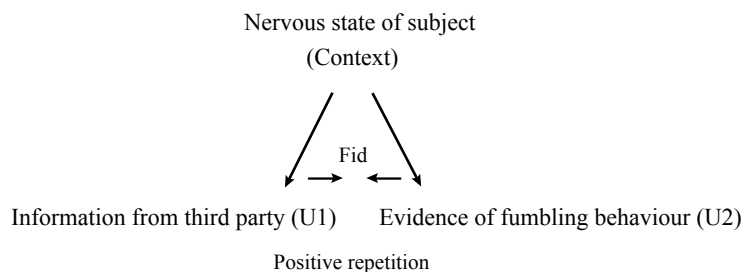 Nervous state of subject
(Context)
Fid
Information from third party (U1) Evidence of fumbling behaviour (U2)
Positive repetition